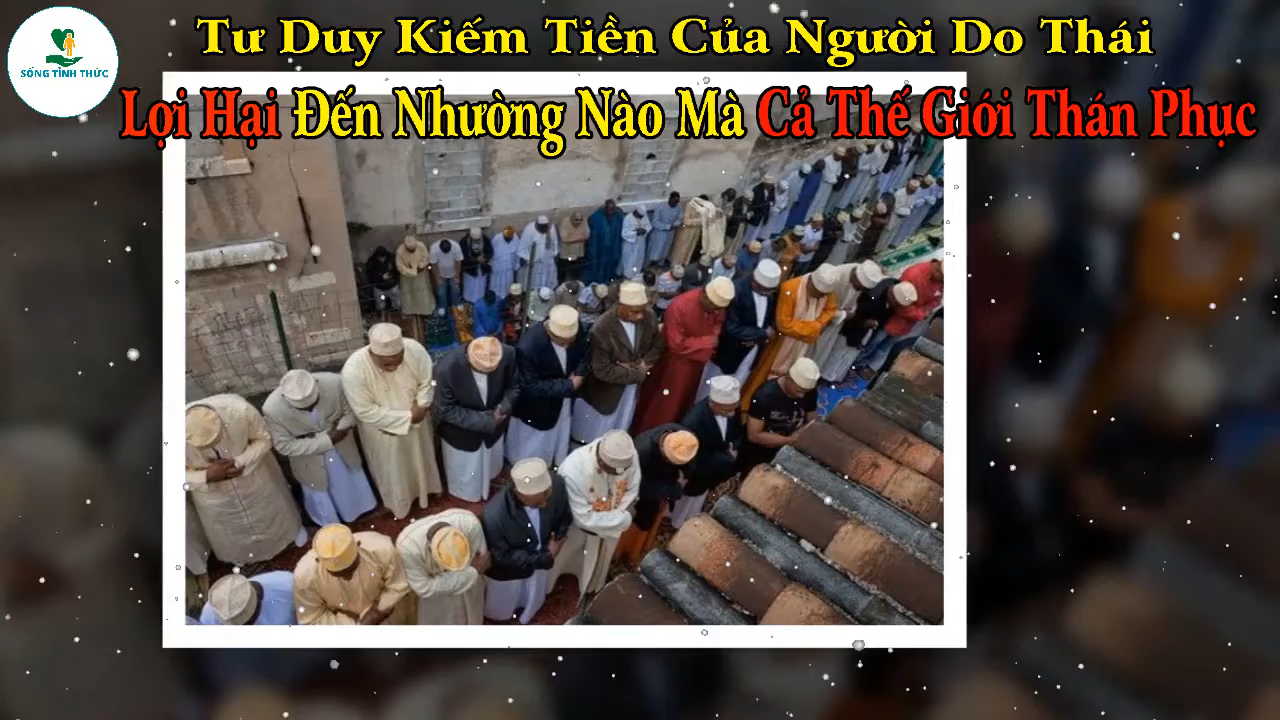 Tư Duy Kiếm Tiền Của Người Do Thái
SỐNG TỈNH THỨC
Lợi Hại Đến Nhường Nào Mà Cả Thế Giới Thán Phục